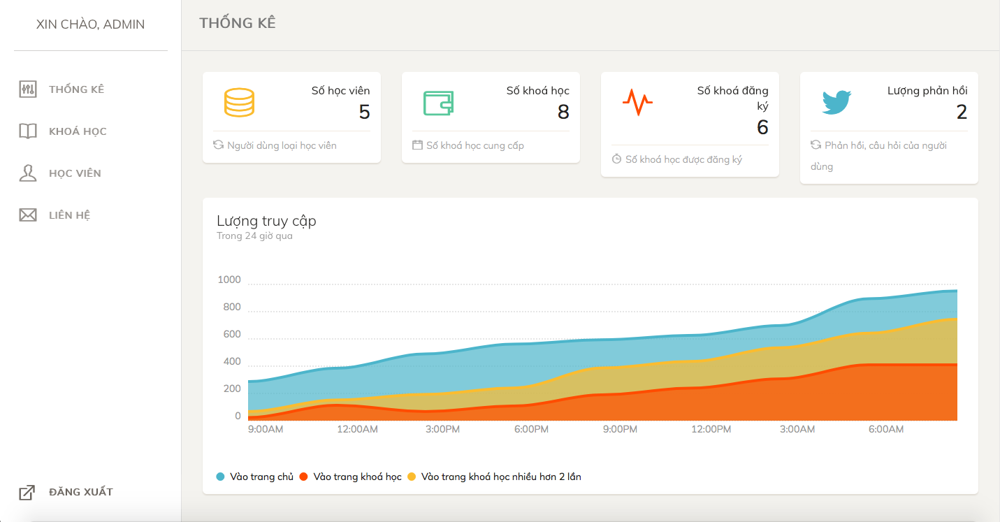 XIN CHÀO, ADMIN
THỐNG KÊ
KHOÁ HỌC
HỌC VIÊN
LIÊN HỆ
ĐĂNG XUẤT
THỐNG KÊ
Số học viên
5
Người dùng loại học viên
Số khoá học
8
Số khoá học cung cấp
Số khoá đăng
ký
6
Số khoá học được đăng ký
Lượng phản hồi
2
Phản hồi, câu hỏi của người
dùng
Lượng truy cập
Trong 24 giờ qua
1000
800
600
400
200
0
9:00AM 12:00AM 3:00PM 6:00PM 9:00PM 12:00PM 3:00AM 6:00AM
Vào trang chủ Vào trang khoá học Vào trang khoá học nhiều hơn 2 lần